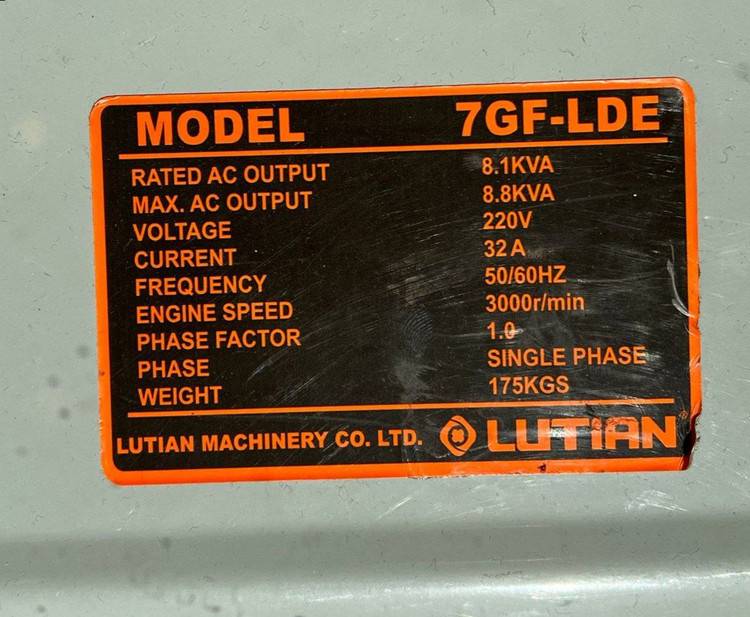 MODEL 7GF-LDE
RATED AC OUTPUT 8.1KVA
MAX. AC OUTPUT 8.8KVA
VOLTAGE 220V
CURRENT 32A
FREQUENCY 50/60HZ
ENGINE SPEED 3000r/min
PHASE FACTOR 1.0
PHASE SINGLE PHASE
WEIGHT 175KGS
LUTIAN MACHINERY CO. LTD. LUTIAN®